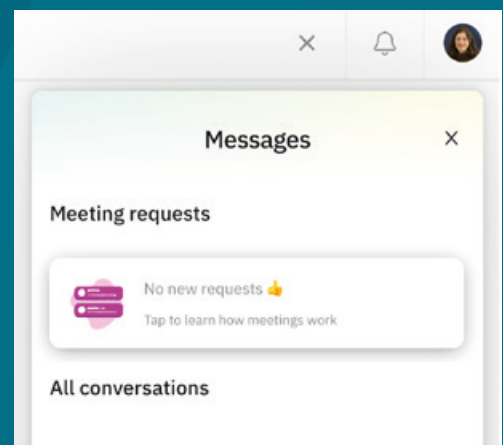 Messages
Meeting requests
No new requests 👍
Tap to learn how meetings work
All conversations